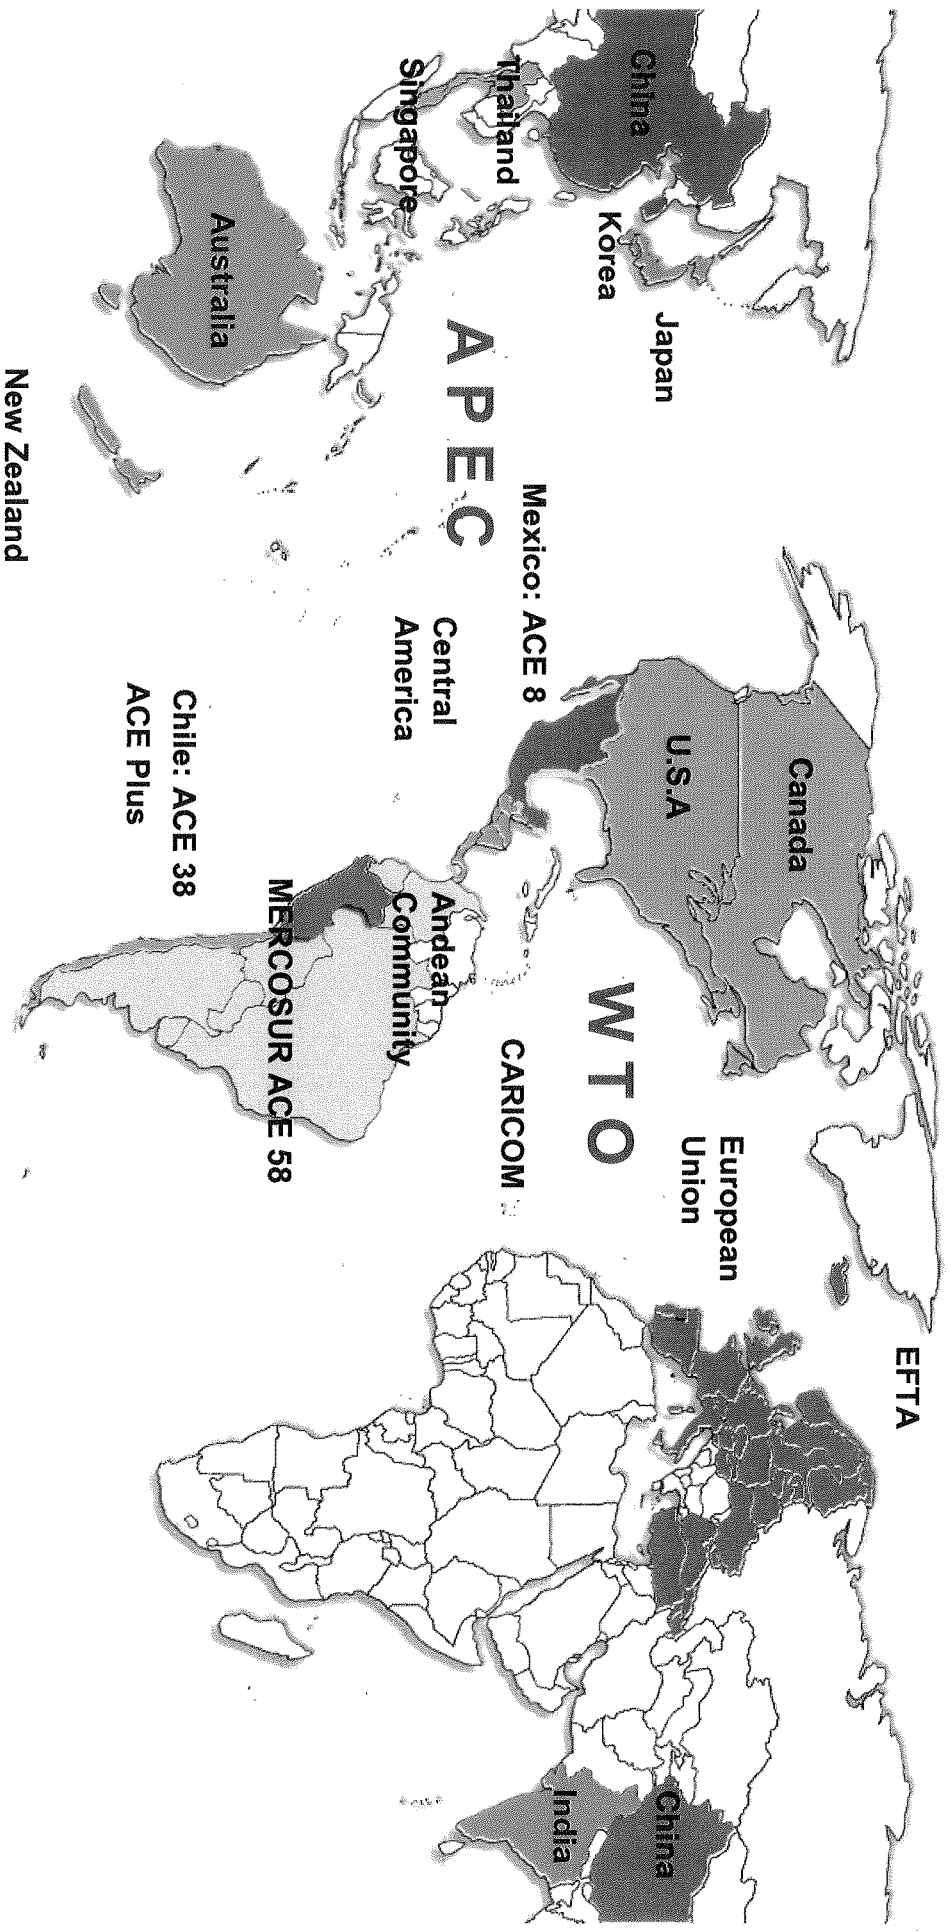 EFTA
China
Korea
Japan
Thailand
Singapore
Australia
New Zealand
A P E C
Canada
U.S.A
Mexico: ACE 8
Central
America
Chile: ACE 38
ACE Plus
Andean
Community
MERCOSUR ACE 58
W T O
CARICOM
European
Union
China
India